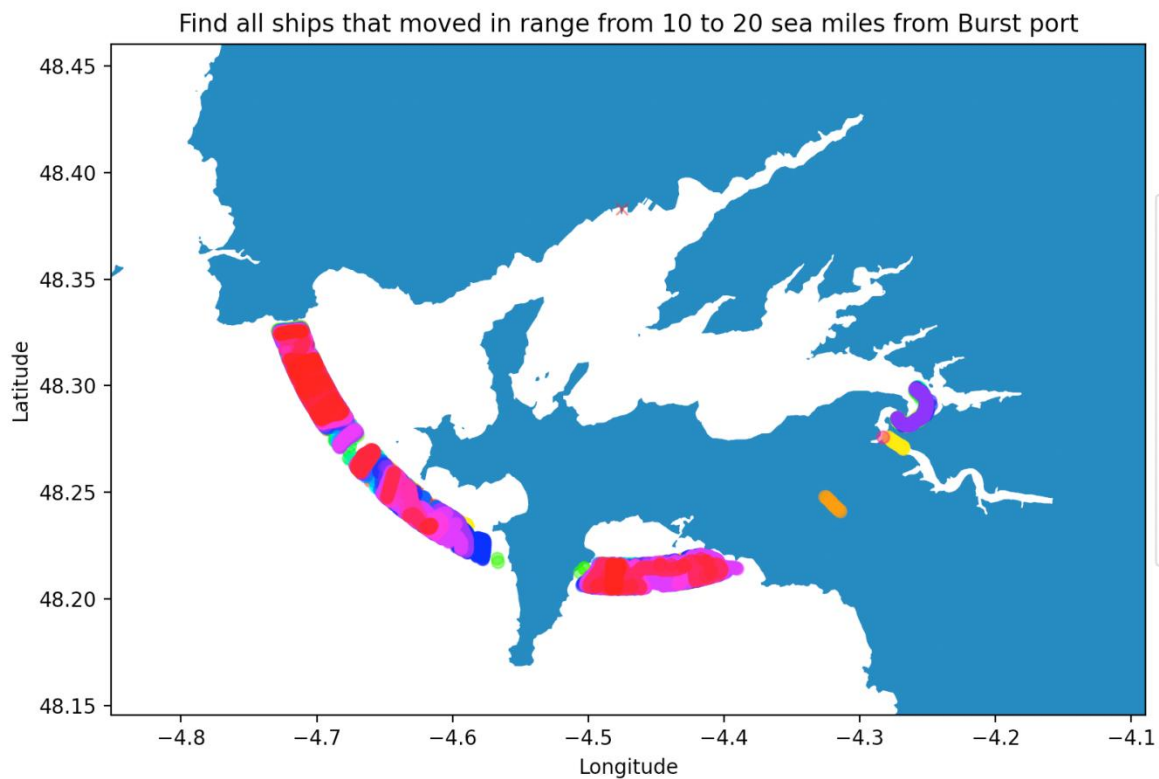 Find all ships that moved in range from 10 to 20 sea miles from Burst port
48.45
48.40
48.35
48.30
48.25
48.20
48.15
Latitude
−4.8 −4.7 −4.6 −4.5 −4.4 −4.3 −4.2 −4.1
Longitude